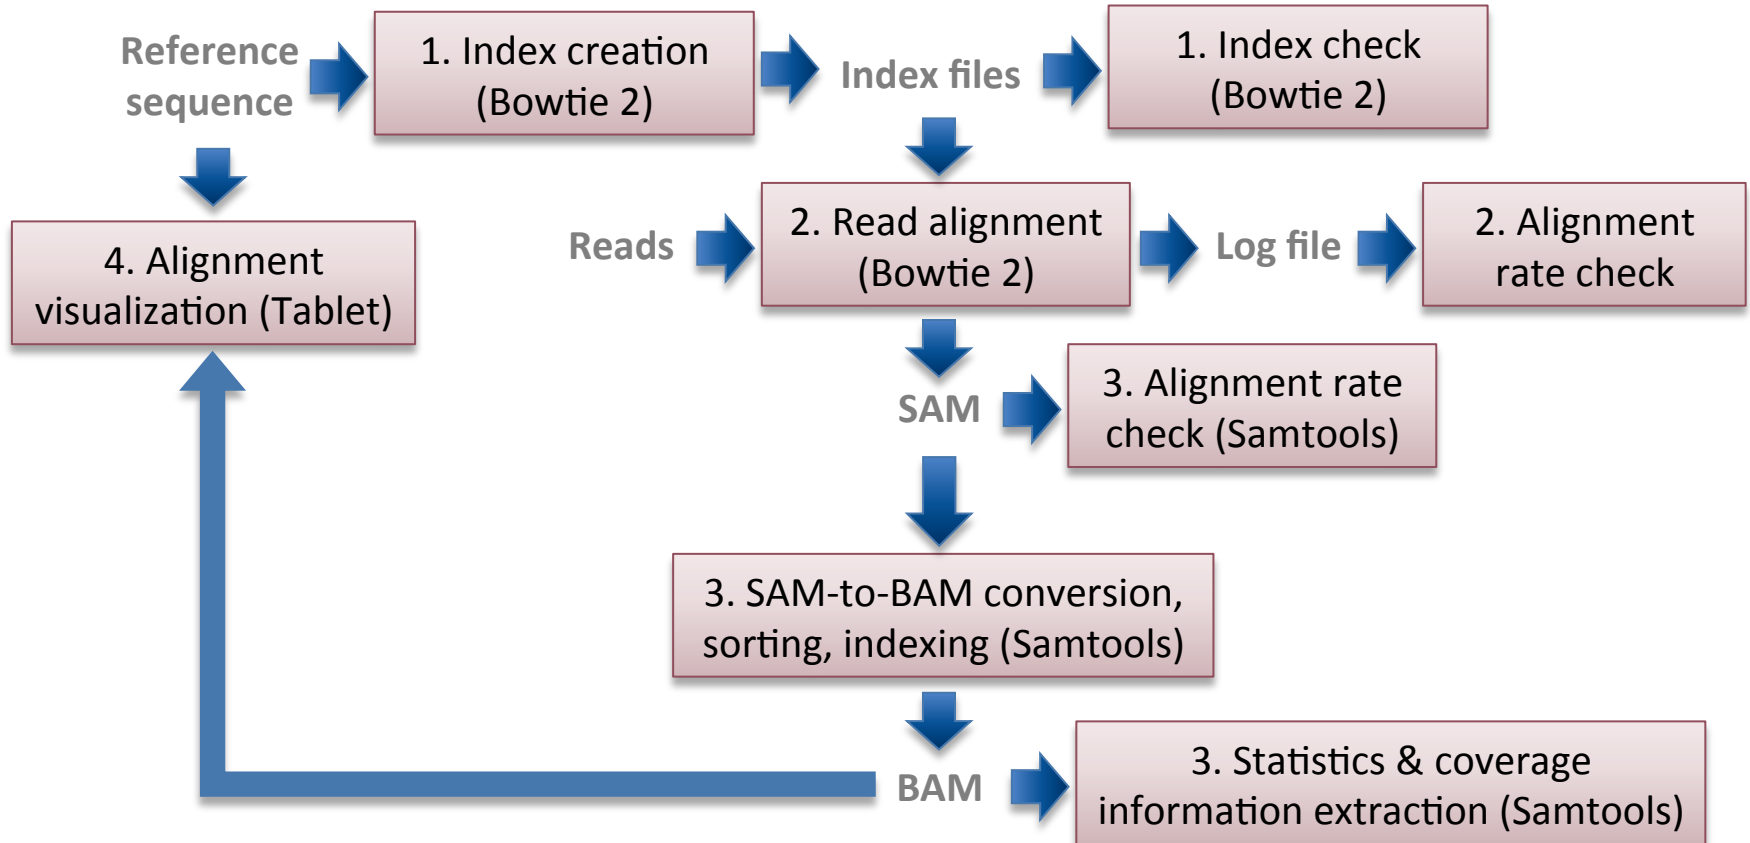 Reference
sequence
1. Index creation
(Bowtie 2)
Index files
1. Index check
(Bowtie 2)
4. Alignment
visualization (Tablet)
Reads
2. Read alignment
(Bowtie 2)
Log file
2. Alignment
rate check
SAM
3. Alignment rate
check (Samtools)
3. SAM-to-BAM conversion,
sorting, indexing (Samtools)
BAM
3. Statistics & coverage
information extraction (Samtools)